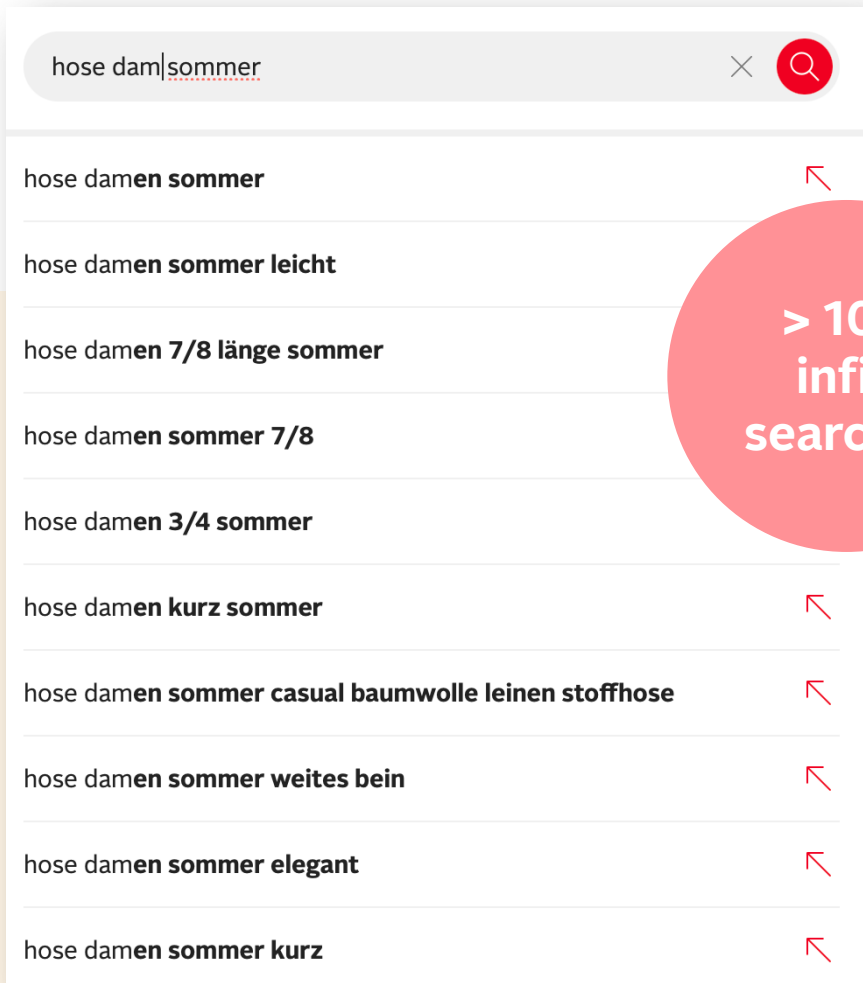 hose dam sommer
hose damen sommer
hose damen sommer leicht
hose damen 7/8 länge sommer
hose damen sommer 7/8
hose damen 3/4 sommer
hose damen kurz sommer
hose damen sommer casual baumwolle leinen stoffhose
hose damen sommer weites bein
hose damen sommer elegant
hose damen sommer kurz
> 10